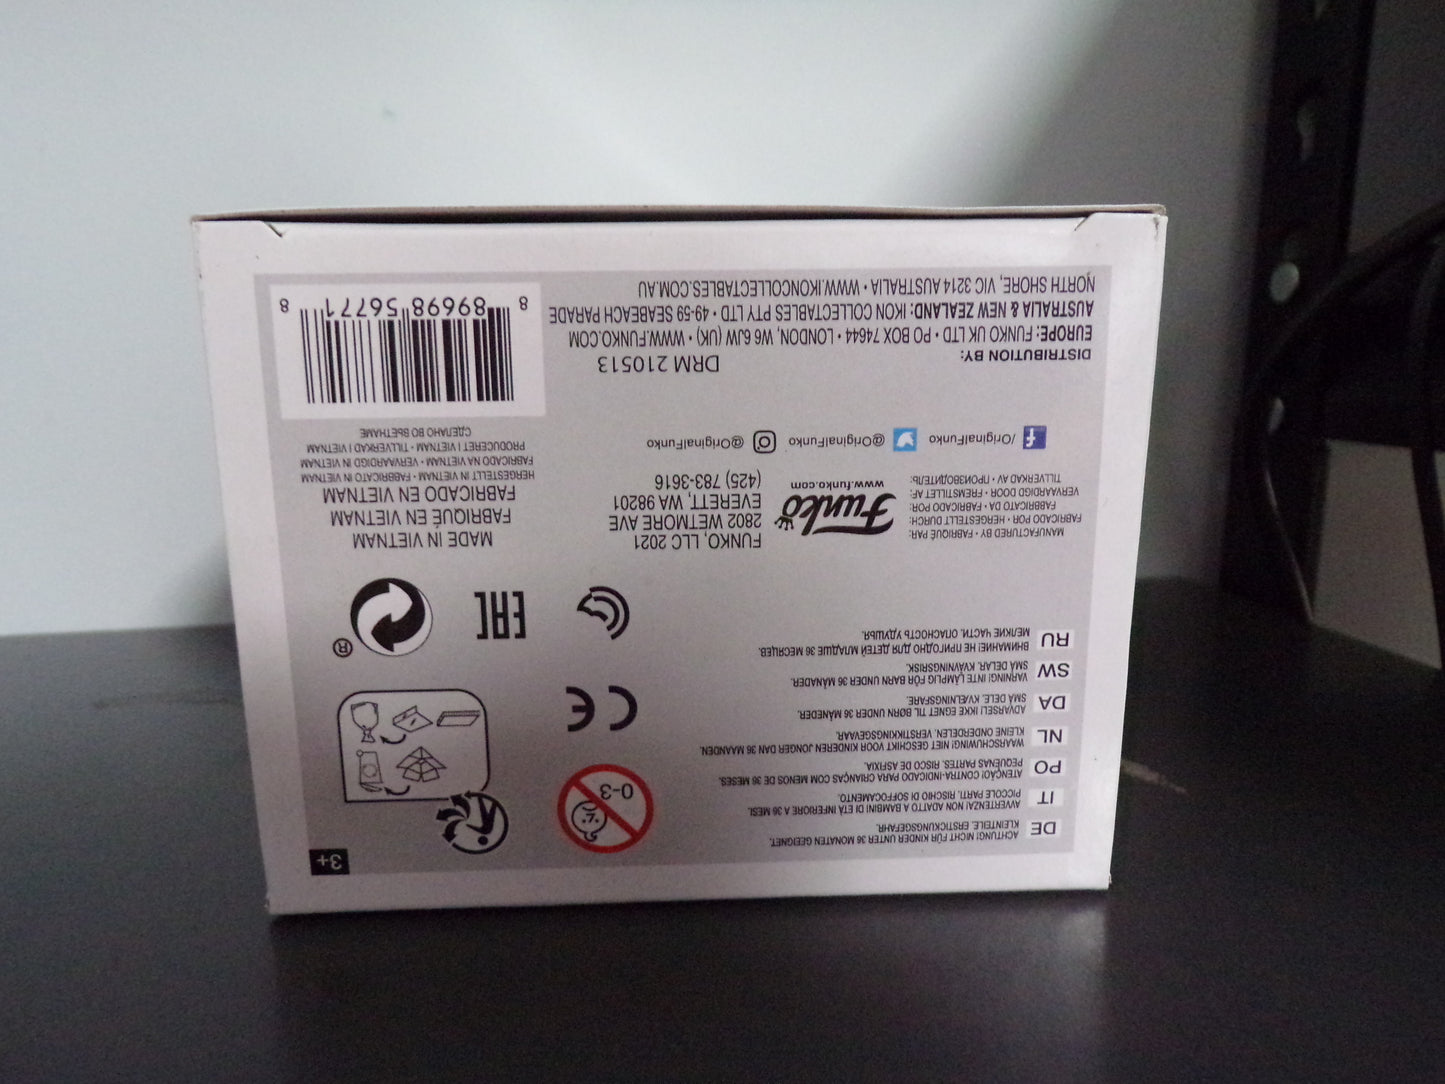 3+
DE
ACHTUNG! NICHT FÜR KINDER UNTER 36 MONATEN GEEIGNET.
KLEINTEILE. ERSTICKUNGSGEFAHR.
IT
AVVERTENZA! NON ADATTO A BAMBINI DI ETÀ INFERIORE A 36 MESI.
PICCOLE PARTI. RISCHIO DI SOFFOCAMENTO.
PO
ATENÇÃO! CONTRA-INDICADO PARA CRIANÇAS COM MENOS DE 36 MESES.
PEQUENAS PARTES. RISCO DE ASFIXIA.
NL
WAARSCHUWING! NIET GESCHIKT VOOR KINDEREN JONGER DAN 36 MAANDEN.
KLEINE ONDERDELEN. VERSTIKKINGSGEVAAR.
DA
ADVARSEL! IKKE EGNET TIL BORN UNDER 36 MÅNEDER.
SMÅ DELE. KVÆLNINGSFARE.
SW
VARNING! INTE LÄMPLIG FÖR BARN UNDER 36 MÅNADER.
SMÅ DELAR. KVÄVNINGSRISK.
RU
ВНИМАНИЕ! НЕ ПРИГОДНО ДЛЯ ДЕТЕЙ МЛАДШЕ 36 МЕСЯЦЕВ.
МЕЛКИЕ ЧАСТИ. ОПАСНОСТЬ УДУШЬЯ.
0-3
CE
EAC
®
MANUFACTURED BY • FABRIQUÉ PAR:
FABRICADO POR • HERGESTELLT DURCH:
FABBRICATO DA • FABRICADO POR:
VERVAARDIGD DOOR • FREMSTILLET AF:
TILLVERKAD AV • ПРОИЗВОДИТЕЛЬ:
Funko
www.funko.com
FUNKO, LLC 2021
2802 WETMORE AVE
EVERETT, WA 98201
(425) 783-3616
MADE IN VIETNAM
FABRIQUÉ EN VIETNAM
FABRICADO EN VIETNAM
HERGESTELLT IN VIETNAM • FABBRICATO IN VIETNAM
FABRICADO NA VIETNAM • VERVAARDIGD IN VIETNAM
PRODUCERET I VIETNAM • TILLVERKAD I VIETNAM
СДЕЛАНО ВО ВЬЕТНАМЕ
/OriginalFunko
@OriginalFunko
@OriginalFunko
DISTRIBUTION BY:
DRM 210513
EUROPE: FUNKO UK LTD • PO BOX 74644 • LONDON, W6 6JW (UK) • WWW.FUNKO.COM
AUSTRALIA & NEW ZEALAND: IKON COLLECTABLES PTY LTD • 49-59 SEABEACH PARADE
NORTH SHORE, VIC 3214 AUSTRALIA • WWW.IKONCOLLECTABLES.COM.AU
8 89698 56771 8